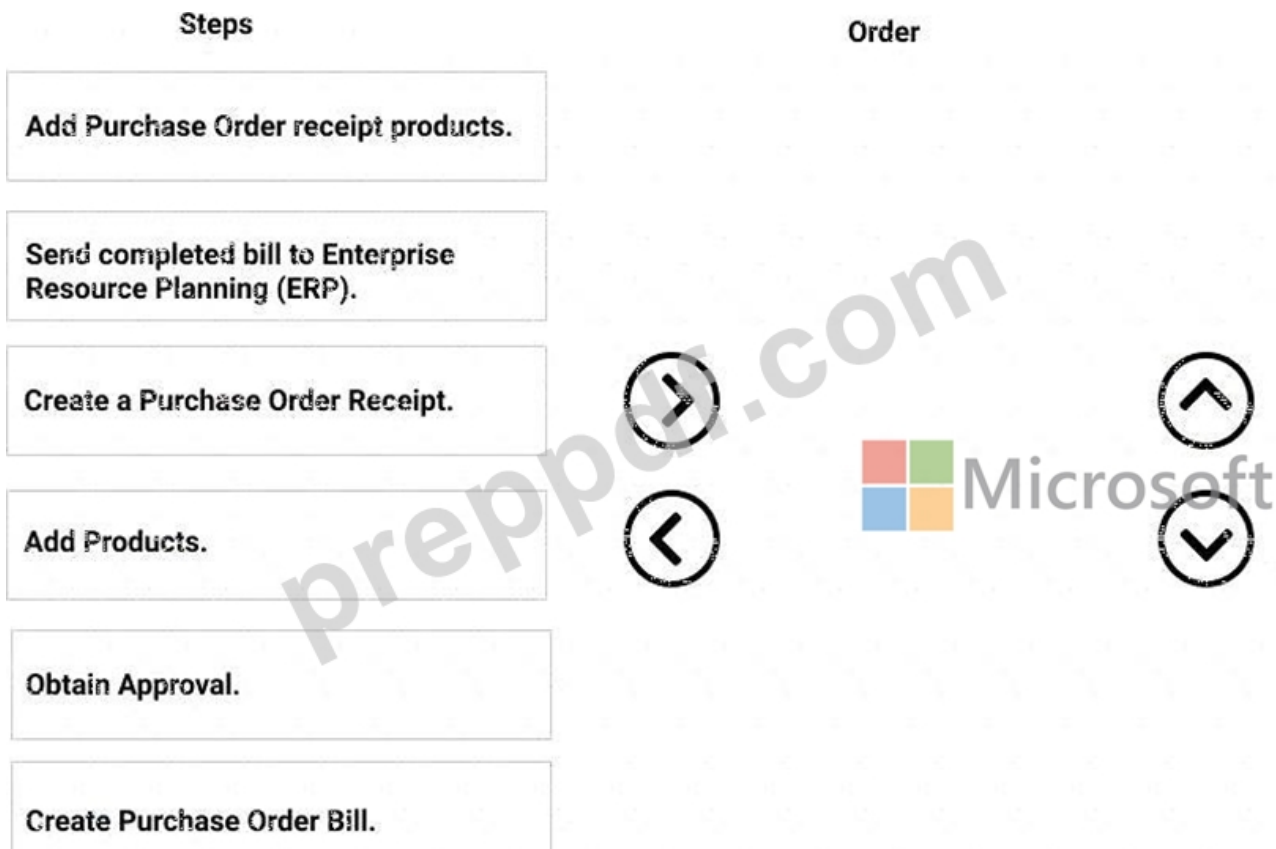 Steps
Order
Add Purchase Order receipt products.
Send completed bill to Enterprise
Resource Planning (ERP).
Create a Purchase Order Receipt.
Add Products.
Obtain Approval.
Create Purchase Order Bill.
Microsoft
preppdf.com